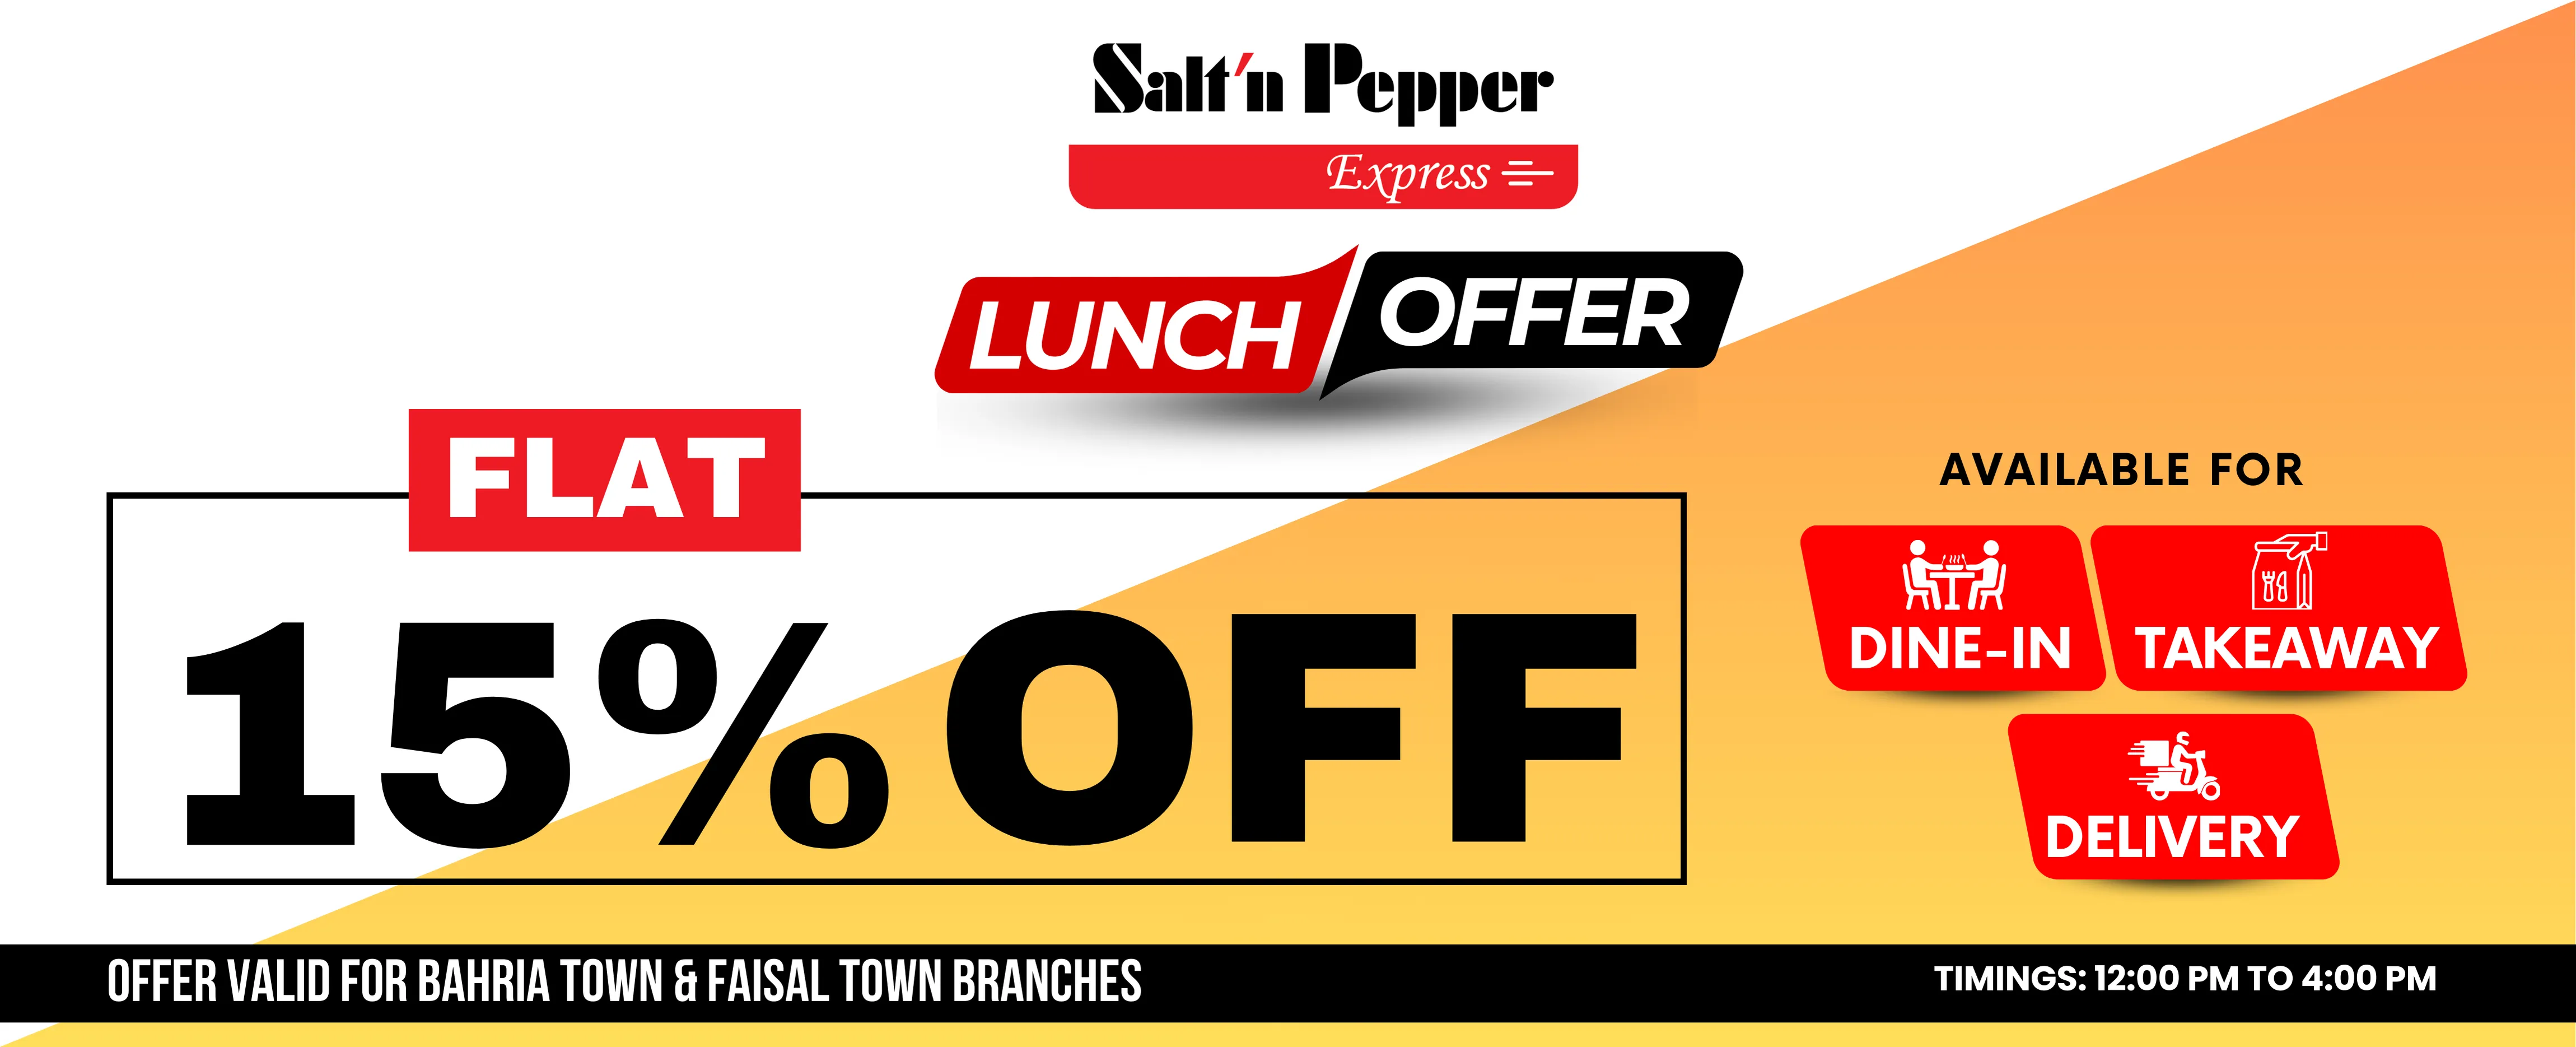 Salt'n Pepper
Express
LUNCH OFFER
FLAT
15% OFF
AVAILABLE FOR
DINE-IN
TAKEAWAY
DELIVERY
OFFER VALID FOR BAHRIA TOWN & FAISAL TOWN BRANCHES
TIMINGS: 12:00 PM TO 4:00 PM